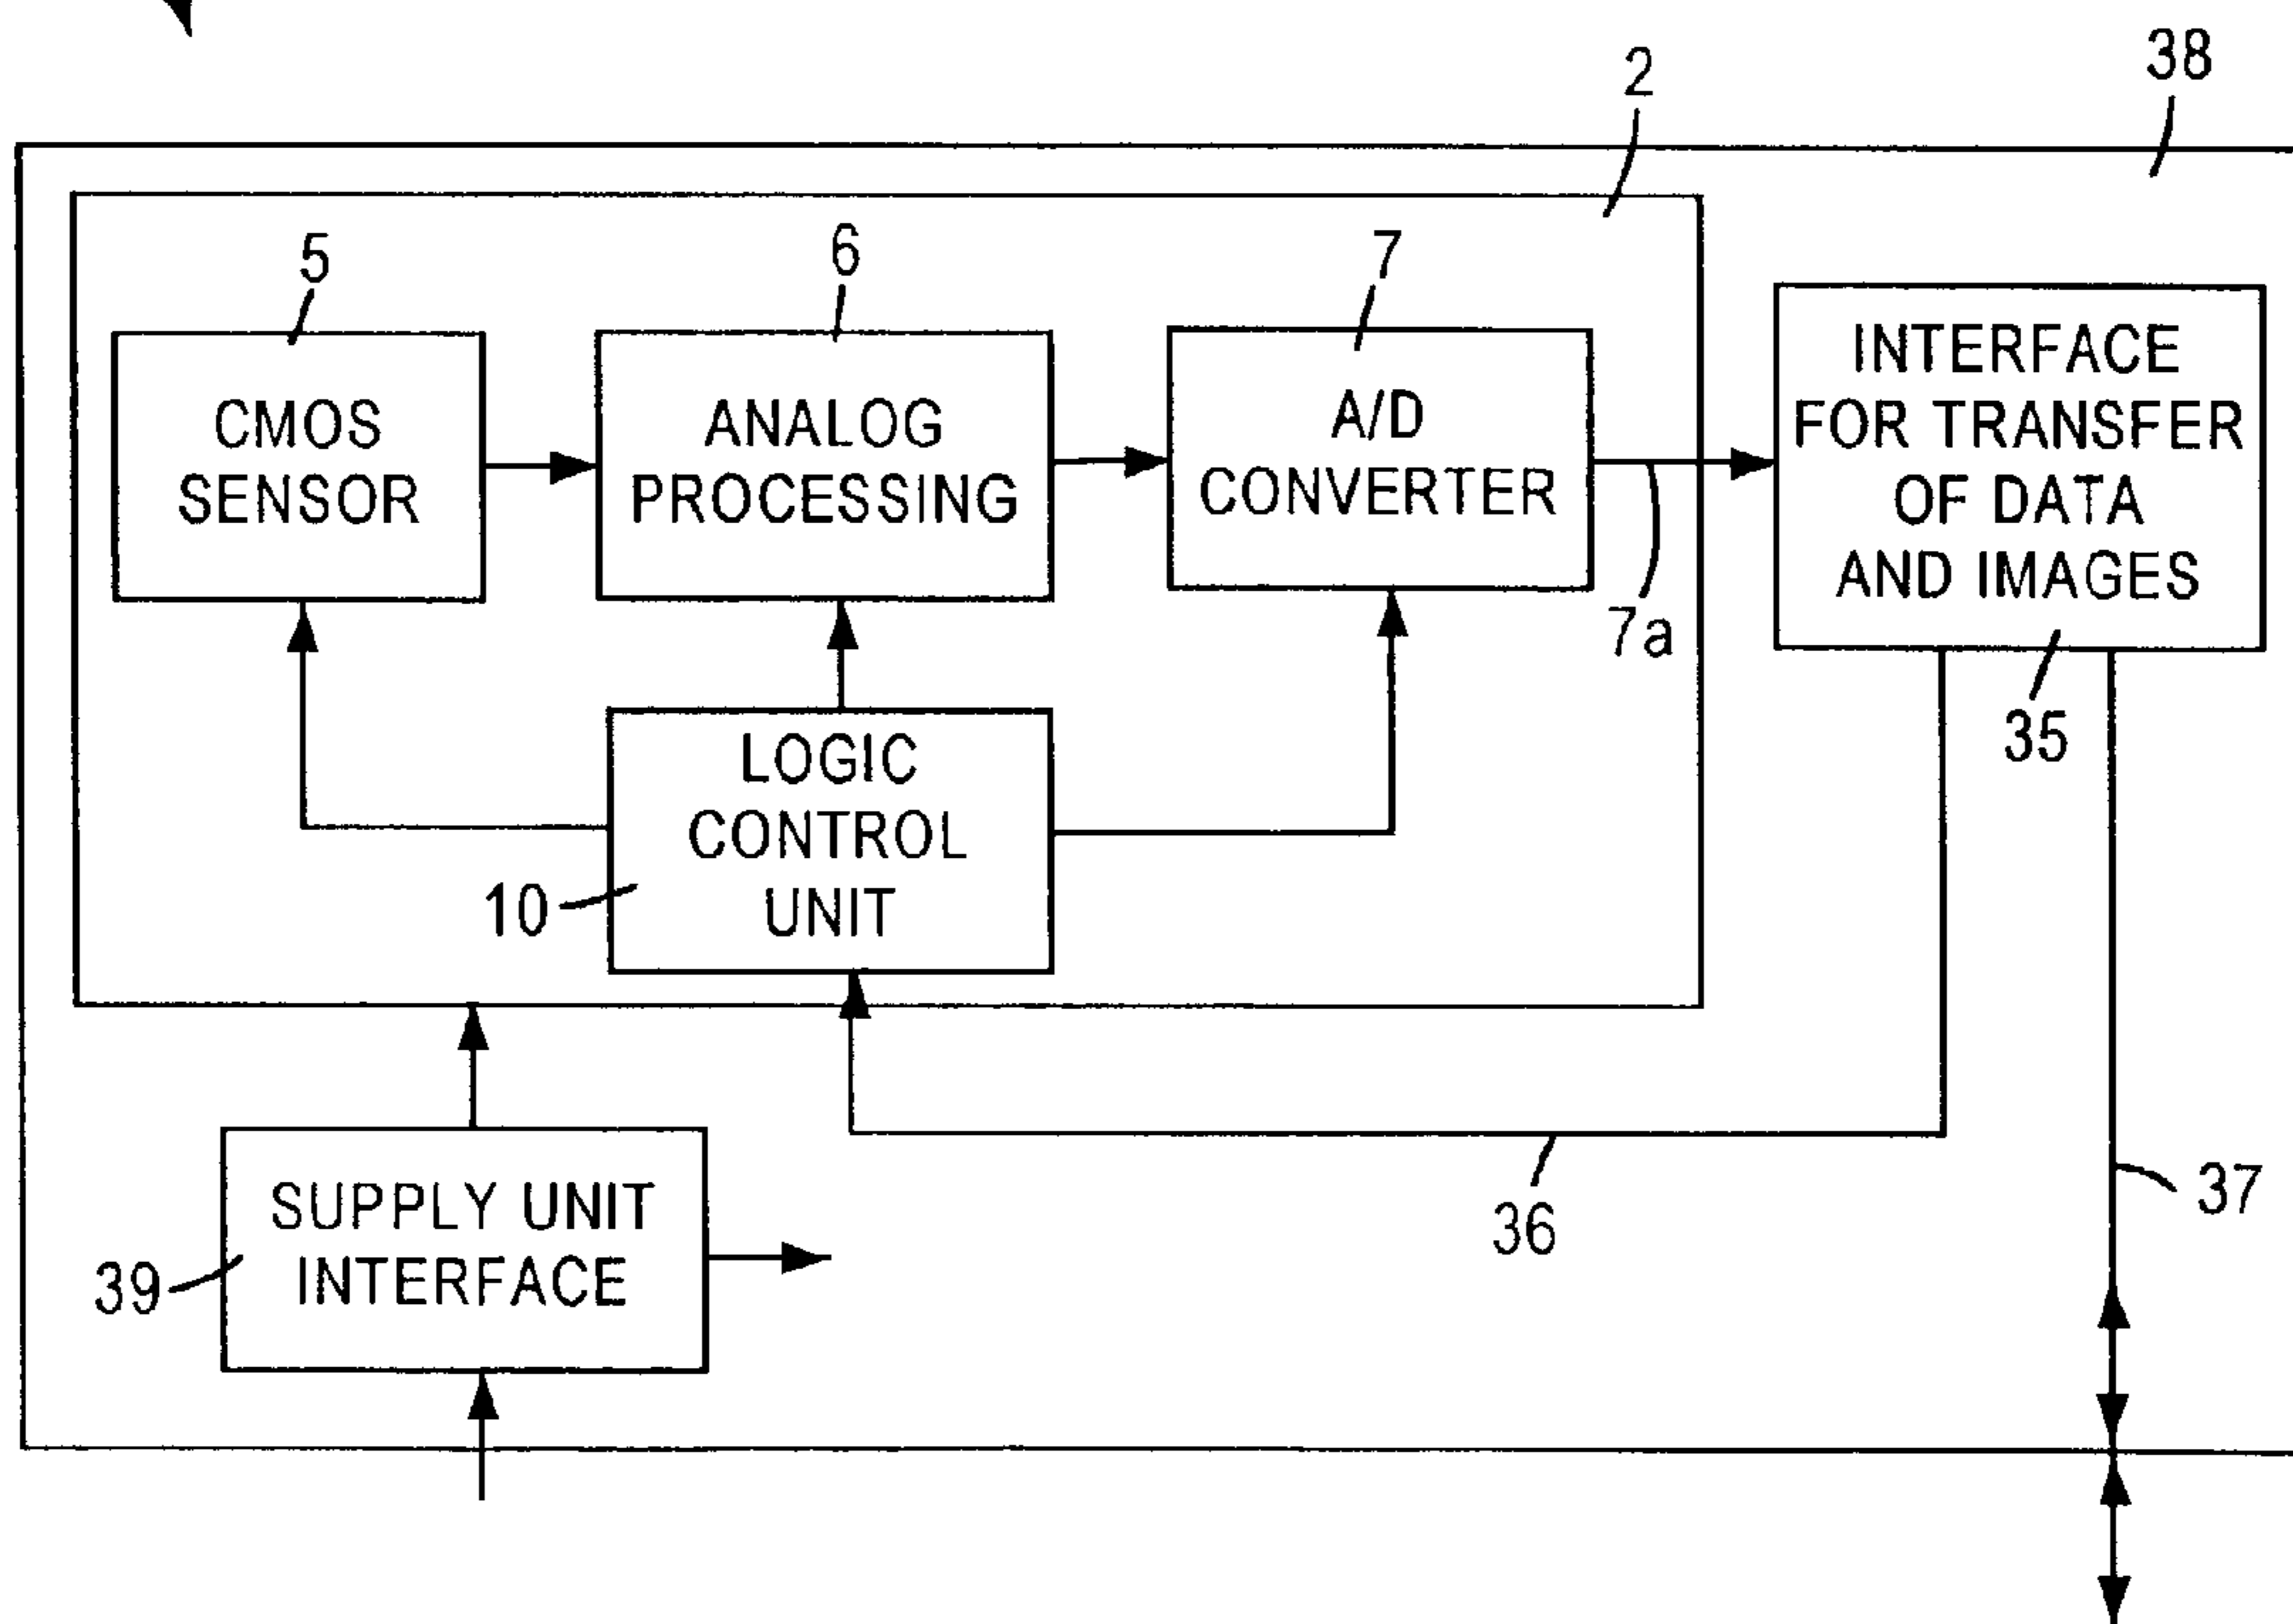 38
2
5
6
7
CMOS
SENSOR
ANALOG
PROCESSING
A/D
CONVERTER
INTERFACE
FOR TRANSFER
OF DATA
AND IMAGES
7a
35
LOGIC
CONTROL
UNIT
10
SUPPLY UNIT
INTERFACE
39
36
37